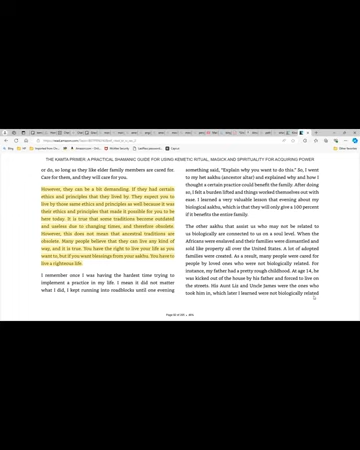 THE KAMTA PRIMER: A PRACTICAL SHAMANIC GUIDE FOR USING KEMETIC RITUAL, MAGICK AND SPIRITUALITY FOR ACQUIRING POWER
or do, so long as they like elder family members are cared for.
Care for them, and they will care for you.
However, they can be a bit demanding. If they had certain
ethics and principles that they lived by. They expect you to
live by those same ethics and principles as well because it was
their ethics and principles that made it possible for you to be
here today. It is true that some traditions become outdated
and useless due to changing times, and therefore obsolete.
However, this does not mean that ancestral traditions are
obsolete. Many people believe that they can live any kind of
way, and it is true. You have the right to live your life as you
want to, but if you want blessings from your aakhu. You have to
live a righteous life.
I remember once I was having the hardest time trying to
implement a practice in my life. I mean it did not matter
what I did, I kept running into roadblocks until one evening
something said, "Explain why you want to do this." So, I went
to my het aakhu (ancestor altar) and explained why and how I
thought a certain practice could benefit the family. After doing
so, I felt a burden lifted and things worked themselves out with
ease. I learned a very valuable lesson that evening about my
biological aakhu, which is that they will only give a 100 percent
if it benefits the entire family.
The other aakhu that assist us who may not be related to
us biologically are connected to us on a soul level. When the
Africans were enslaved and their families were dismantled and
sold like property all over the United States. A lot of adopted
families were created. As a result, many people were cared for
people by loved ones who were not biologically related. For
instance, my father had a pretty rough childhood. At age 14, he
was kicked out of the house by his father and forced to live on
the streets. His Aunt Liz and Uncle James were the ones who
took him in, which later I learned were not biologically related